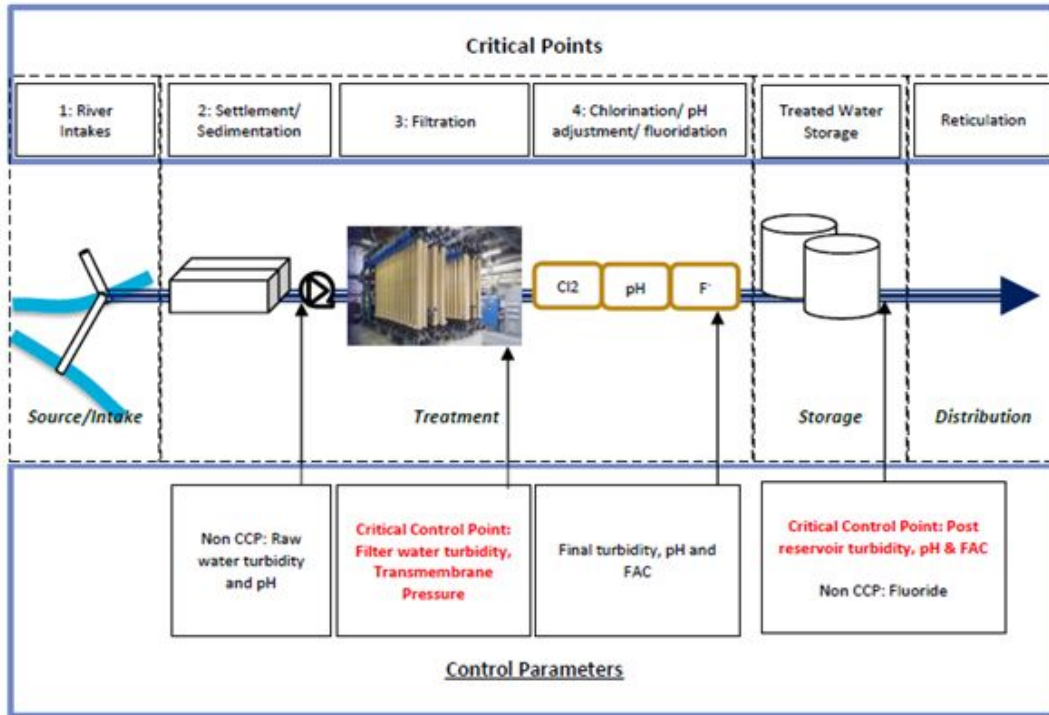 Critical Points
1: River
Intakes
2: Settlement/
Sedimentation
3: Filtration
4: Chlorination/ pH
adjustment/ fluoridation
Treated Water
Storage
Reticulation
Cl2
pH
F-
Source/Intake
Treatment
Storage
Distribution
Non CCP: Raw
water turbidity
and pH
Critical Control Point:
Filter water turbidity,
Transmembrane
Pressure
Final turbidity, pH and
FAC
Critical Control Point: Post
reservoir turbidity, pH & FAC
Non CCP: Fluoride
Control Parameters